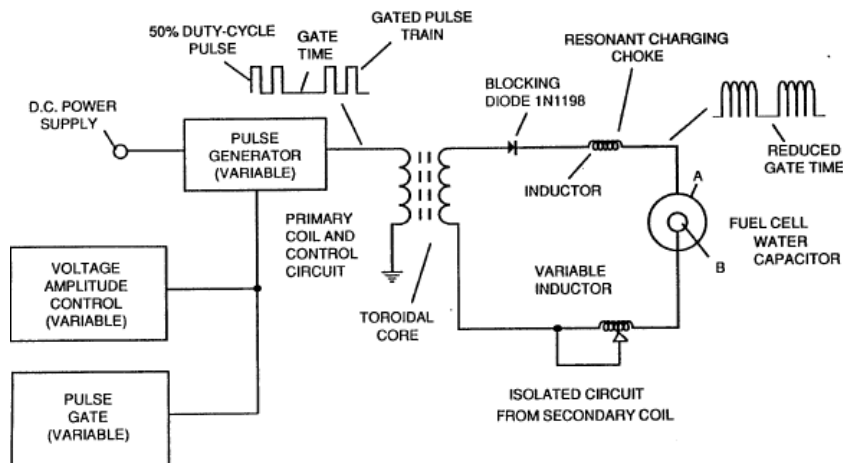 50% DUTY-CYCLE
PULSE
GATE
TIME
GATED PULSE
TRAIN
RESONANT CHARGING
CHOKE
BLOCKING
DIODE 1N1198
D.C. POWER
SUPPLY
PULSE
GENERATOR
(VARIABLE)
INDUCTOR
REDUCED
GATE TIME
A
PRIMARY
COIL AND
CONTROL
CIRCUIT
FUEL CELL
WATER
CAPACITOR
B
VOLTAGE
AMPLITUDE
CONTROL
(VARIABLE)
VARIABLE
INDUCTOR
TOROIDAL
CORE
PULSE
GATE
(VARIABLE)
ISOLATED CIRCUIT
FROM SECONDARY COIL